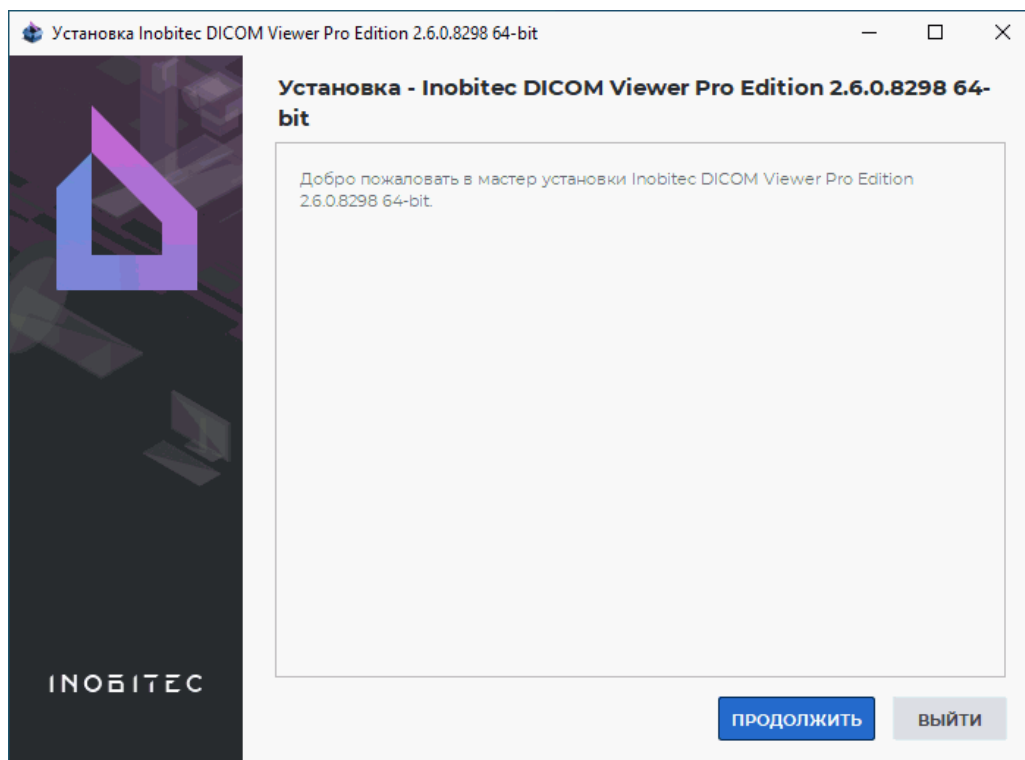 Установка Inobitec DICOM Viewer Pro Edition 2.6.0.8298 64-bit
Установка - Inobitec DICOM Viewer Pro Edition 2.6.0.8298 64-
bit
Добро пожаловать в мастер установки Inobitec DICOM Viewer Pro Edition
2.6.0.8298 64-bit.
INOBITEC
ПРОДОЛЖИТЬ ВЫЙТИ